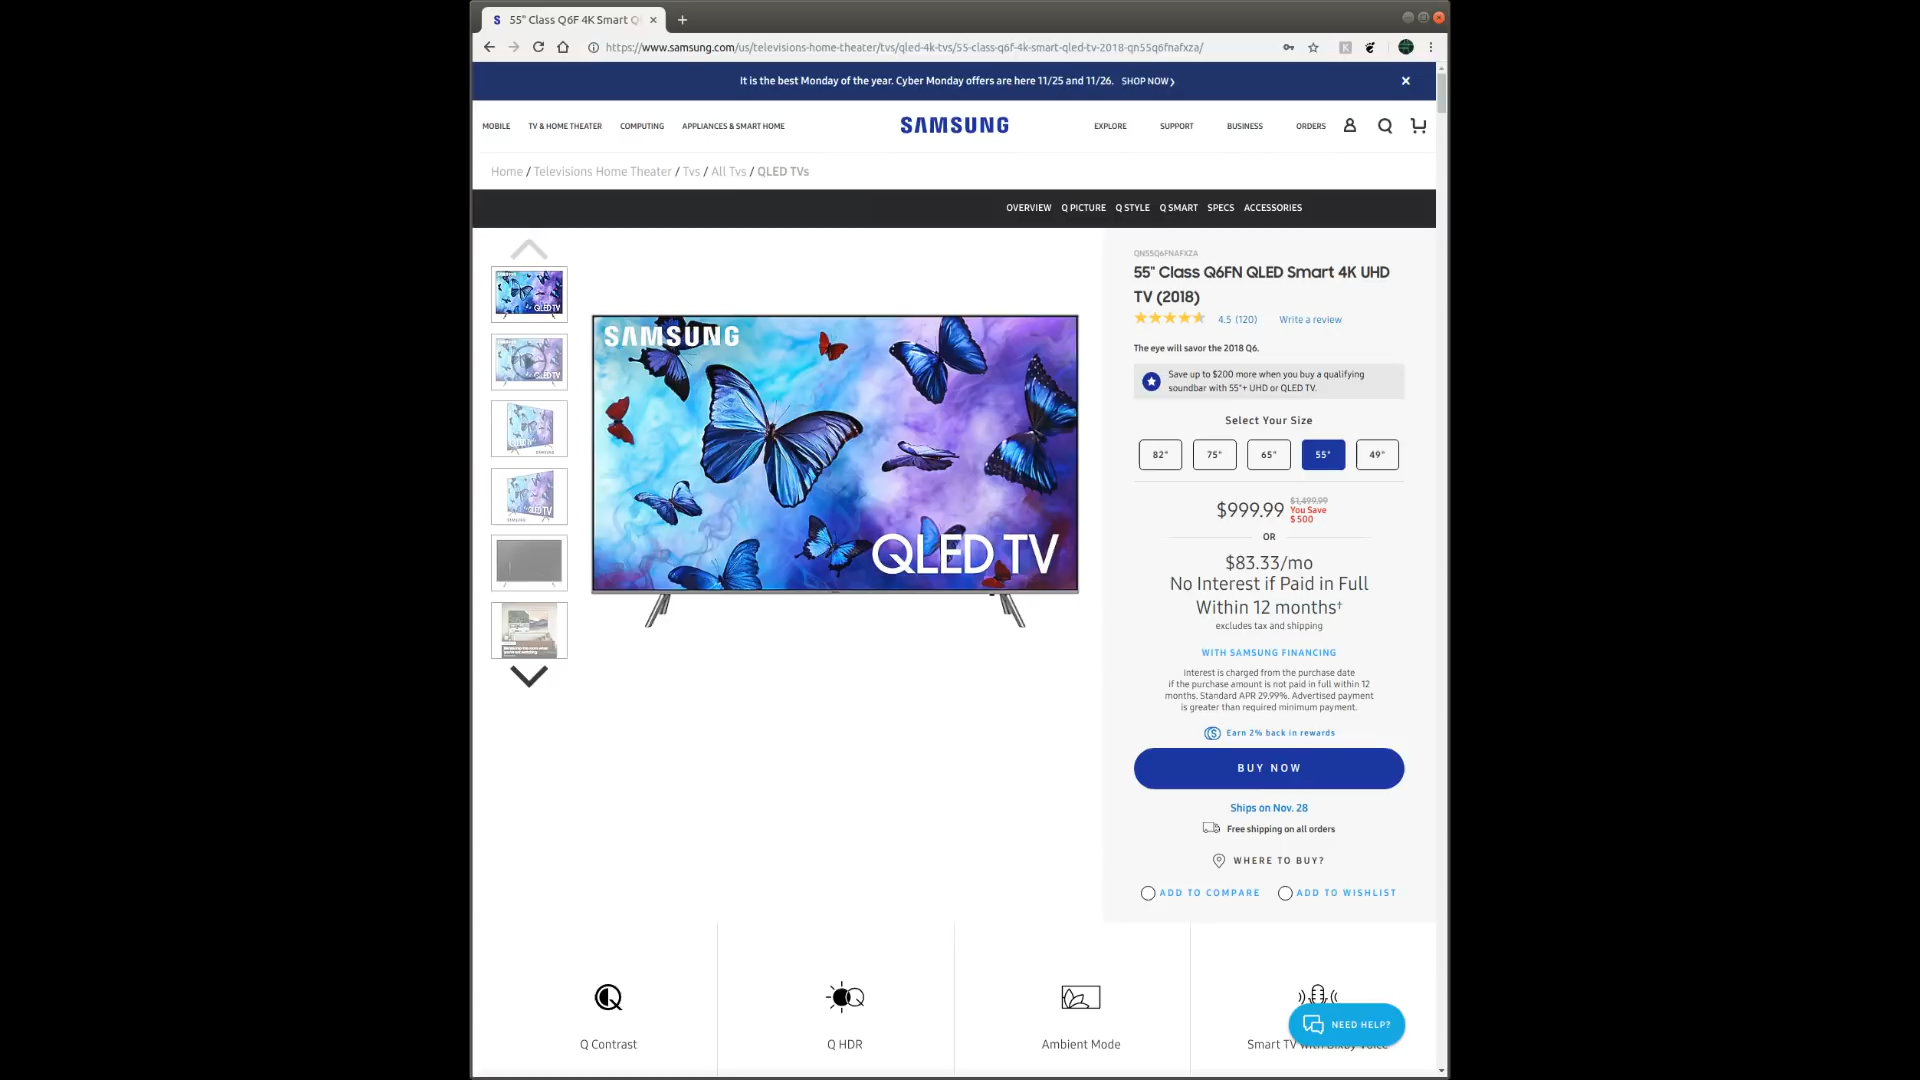 55" Class Q6F 4K Smart Q
https://www.samsung.com/us/televisions-home-theater/tvs/qled-4k-tvs/55-class-q6f-4k-smart-qled-tv-2018-qn55q6fnafxza/
It is the best Monday of the year. Cyber Monday offers are here 11/25 and 11/26. SHOP NOW
MOBILE TV & HOME THEATER COMPUTING APPLIANCES & SMART HOME SAMSUNG EXPLORE SUPPORT BUSINESS ORDERS
Home / Televisions Home Theater / Tvs / All Tvs / QLED TVs
OVERVIEW Q PICTURE Q STYLE Q SMART SPECS ACCESSORIES
SAMSUNG
QLED TV
QN55Q6FNAFXZA
55" Class Q6FN QLED Smart 4K UHD
TV (2018)
4.5 (120) Write a review
The eye will savor the 2018 Q6.
Save up to $200 more when you buy a qualifying
soundbar with 55"+ UHD or QLED TV.
Select Your Size
82" 75" 65" 55" 49"
$999.99 $1,499.99
You Save
$500
OR
$83.33/mo
No Interest if Paid in Full
Within 12 months†
excludes tax and shipping
WITH SAMSUNG FINANCING
Interest is charged from the purchase date
if the purchase amount is not paid in full within 12
months. Standard APR 29.99%. Advertised payment
is greater than required minimum payment.
Earn 2% back in rewards
BUY NOW
Ships on Nov. 28
Free shipping on all orders
WHERE TO BUY?
ADD TO COMPARE ADD TO WISHLIST
NEED HELP?
Q Contrast Q HDR Ambient Mode Smart TV with Bixby Voice